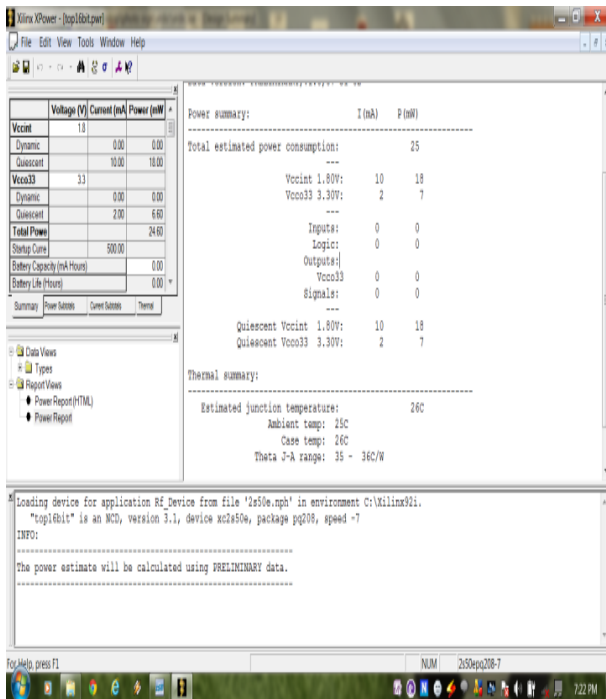 Xilinx XPower - [top16bit.pwr]
File Edit View Tools Window Help
Voltage (V) Current (mA Power (mW
Vccint 1.8
Dynamic 0.00 0.00
Quiescent 10.00 18.00
Vcco33 3.3
Dynamic 0.00 0.00
Quiescent 2.00 6.60
Total Powe 24.60
Startup Curre 500.00
Battery Capacity (mA Hours) 0.00
Battery Life (Hours) 0.00
Summary Power Subtotals Current Subtotals Thermal
Data Views
Types
Report Views
Power Report (HTML)
Power Report
Power summary: I(mA) P(mW)
Total estimated power consumption: 25
---
Vccint 1.80V: 10 18
Vcco33 3.30V: 2 7
---
Inputs: 0 0
Logic: 0 0
Outputs:
Vcco33 0 0
Signals: 0 0
---
Quiescent Vccint 1.80V: 10 18
Quiescent Vcco33 3.30V: 2 7
Thermal summary:
Estimated junction temperature: 26C
Ambient temp: 25C
Case temp: 26C
Theta J-A range: 35 - 36C/W
Loading device for application Rf_Device from file '2s50e.nph' in environment C:\Xilinx92i.
"top16bit" is an NCD, version 3.1, device xc2s50e, package pq208, speed -7
INFO:
The power estimate will be calculated using PRELIMINARY data.
For Help, press F1
NUM 2s50epq208-7
7:22 PM